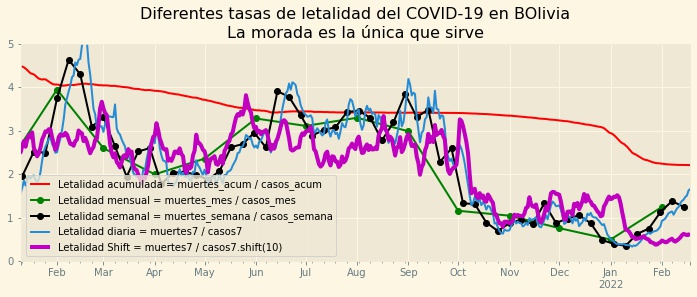 Diferentes tasas de letalidad del COVID-19 en BOlivia
La morada es la única que sirve
5
4
3
2
1
0
Letalidad acumulada = muertes_acum / casos_acum
Letalidad mensual = muertes_mes / casos_mes
Letalidad semanal = muertes_semana / casos_semana
Letalidad diaria = muertes7 / casos7
Letalidad Shift = muertes7 / casos7.shift(10)
Feb Mar Apr May Jun Jul Aug Sep Oct Nov Dec Jan Feb
2022